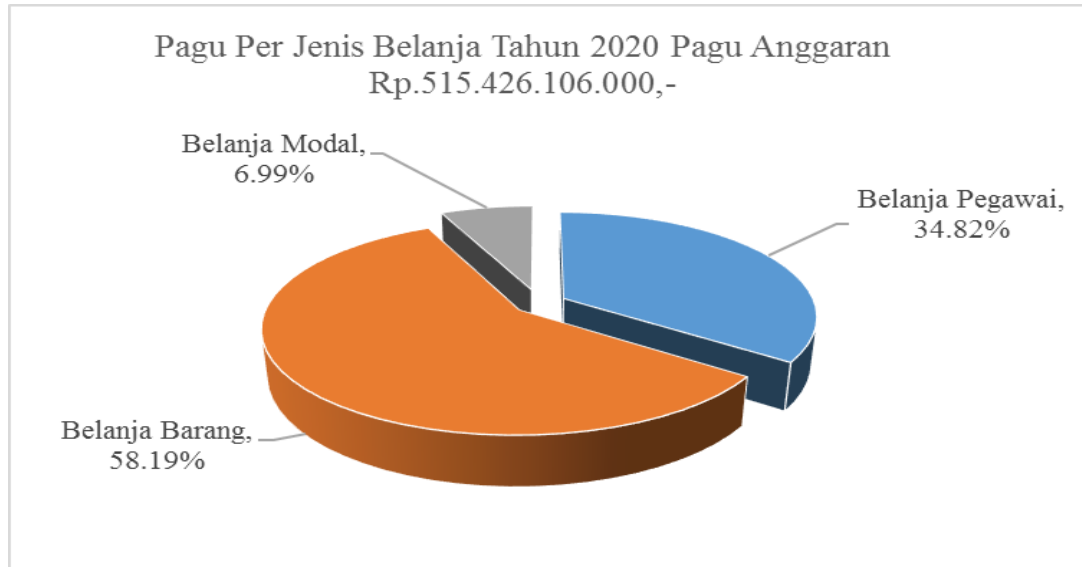 Pagu Per Jenis Belanja Tahun 2020 Pagu Anggaran
Rp.515.426.106.000,-
Belanja Modal,
6.99%
Belanja Pegawai,
34.82%
Belanja Barang,
58.19%